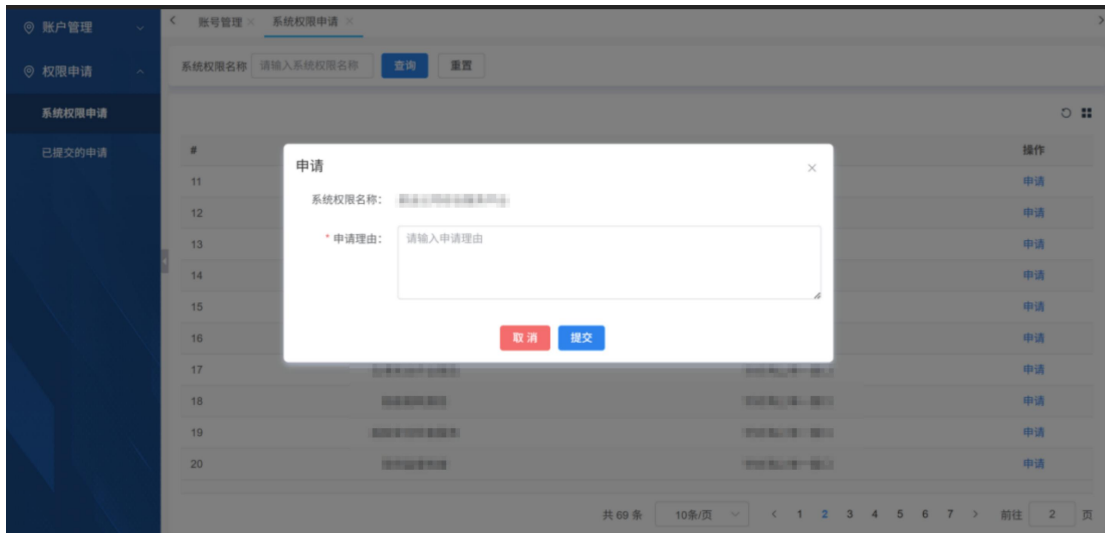 账户管理
权限申请
系统权限申请
已提交的申请
账号管理 × 系统权限申请 ×
系统权限名称 请输入系统权限名称 查询 重置
# 操作
11 申请
12 申请
13 申请
14 申请
15 申请
16 申请
17 申请
18 申请
19 申请
20 申请
申请
系统权限名称：
* 申请理由： 请输入申请理由
取消 提交
共 69 条 10条/页 < 1 2 3 4 5 6 7 > 前往 2 页